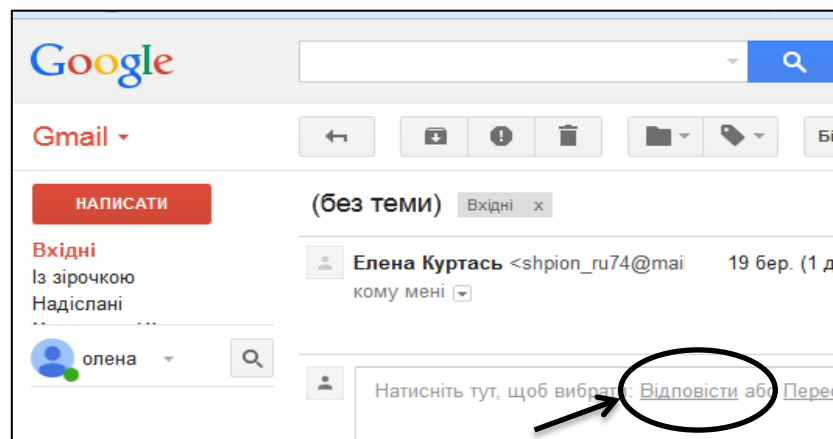 Google
Gmail
НАПИСАТИ
(без теми) Вхідні x
Вхідні
Із зірочкою
Надіслані
Елена Куртась <shpion_ru74@mai 19 бер. (1 д
кому мені
олена
Натисніть тут, щоб вибрати: Відповісти або